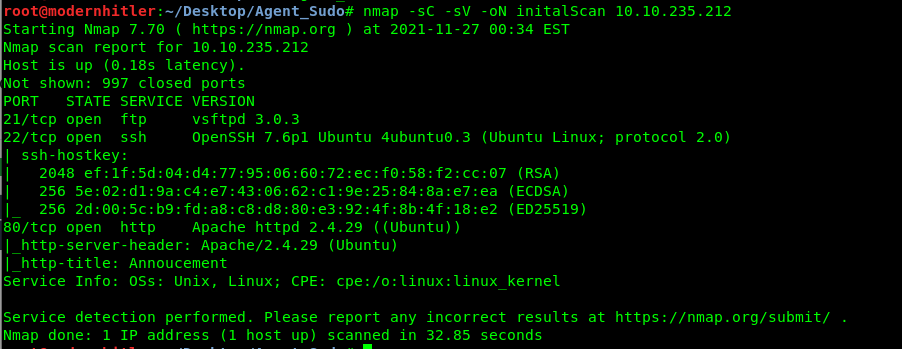 root@modernhitler:~/Desktop/Agent_Sudo# nmap -sC -sV -oN initalScan 10.10.235.212
Starting Nmap 7.70 ( https://nmap.org ) at 2021-11-27 00:34 EST
Nmap scan report for 10.10.235.212
Host is up (0.18s latency).
Not shown: 997 closed ports
PORT   STATE SERVICE VERSION
21/tcp open  ftp     vsftpd 3.0.3
22/tcp open  ssh     OpenSSH 7.6p1 Ubuntu 4ubuntu0.3 (Ubuntu Linux; protocol 2.0)
| ssh-hostkey:
|   2048 ef:1f:5d:04:d4:77:95:06:60:72:ec:f0:58:f2:cc:07 (RSA)
|   256 5e:02:d1:9a:c4:e7:43:06:62:c1:9e:25:84:8a:e7:ea (ECDSA)
|_  256 2d:00:5c:b9:fd:a8:c8:d8:80:e3:92:4f:8b:4f:18:e2 (ED25519)
80/tcp open  http    Apache httpd 2.4.29 ((Ubuntu))
|_http-server-header: Apache/2.4.29 (Ubuntu)
|_http-title: Annoucement
Service Info: OSs: Unix, Linux; CPE: cpe:/o:linux:linux_kernel

Service detection performed. Please report any incorrect results at https://nmap.org/submit/ .
Nmap done: 1 IP address (1 host up) scanned in 32.85 seconds